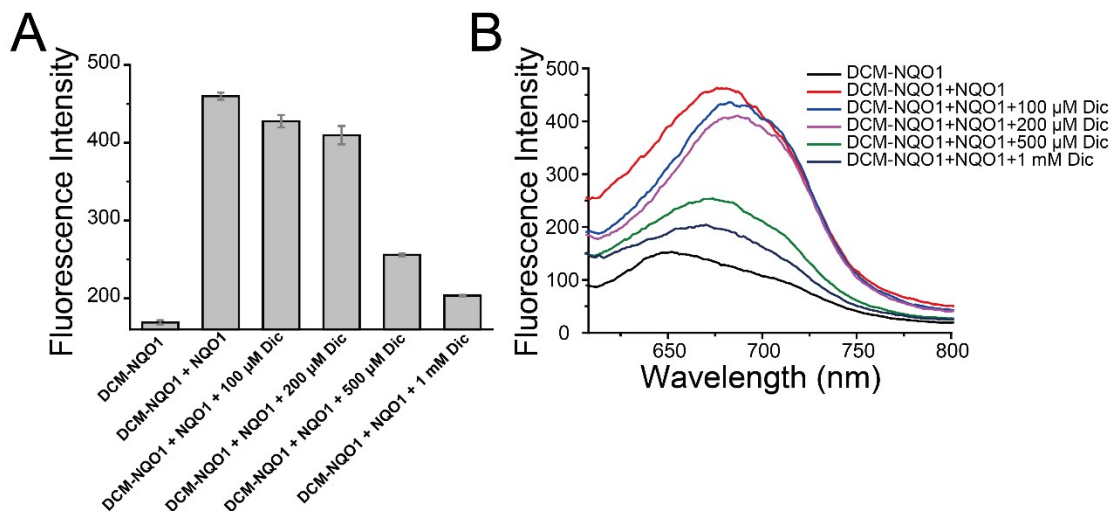 A
Fluorescence Intensity
500
400
300
200
DCM-NQO1
DCM-NQO1 + NQO1
DCM-NQO1 + NQO1 + 100 μM Dic
DCM-NQO1 + NQO1 + 200 μM Dic
DCM-NQO1 + NQO1 + 500 μM Dic
DCM-NQO1 + NQO1 + 1 mM Dic
B
Fluorescence Intensity
500
400
300
200
100
0
650
700
750
800
Wavelength (nm)
DCM-NQO1
DCM-NQO1+NQO1
DCM-NQO1+NQO1+100 μM Dic
DCM-NQO1+NQO1+200 μM Dic
DCM-NQO1+NQO1+500 μM Dic
DCM-NQO1+NQO1+1 mM Dic